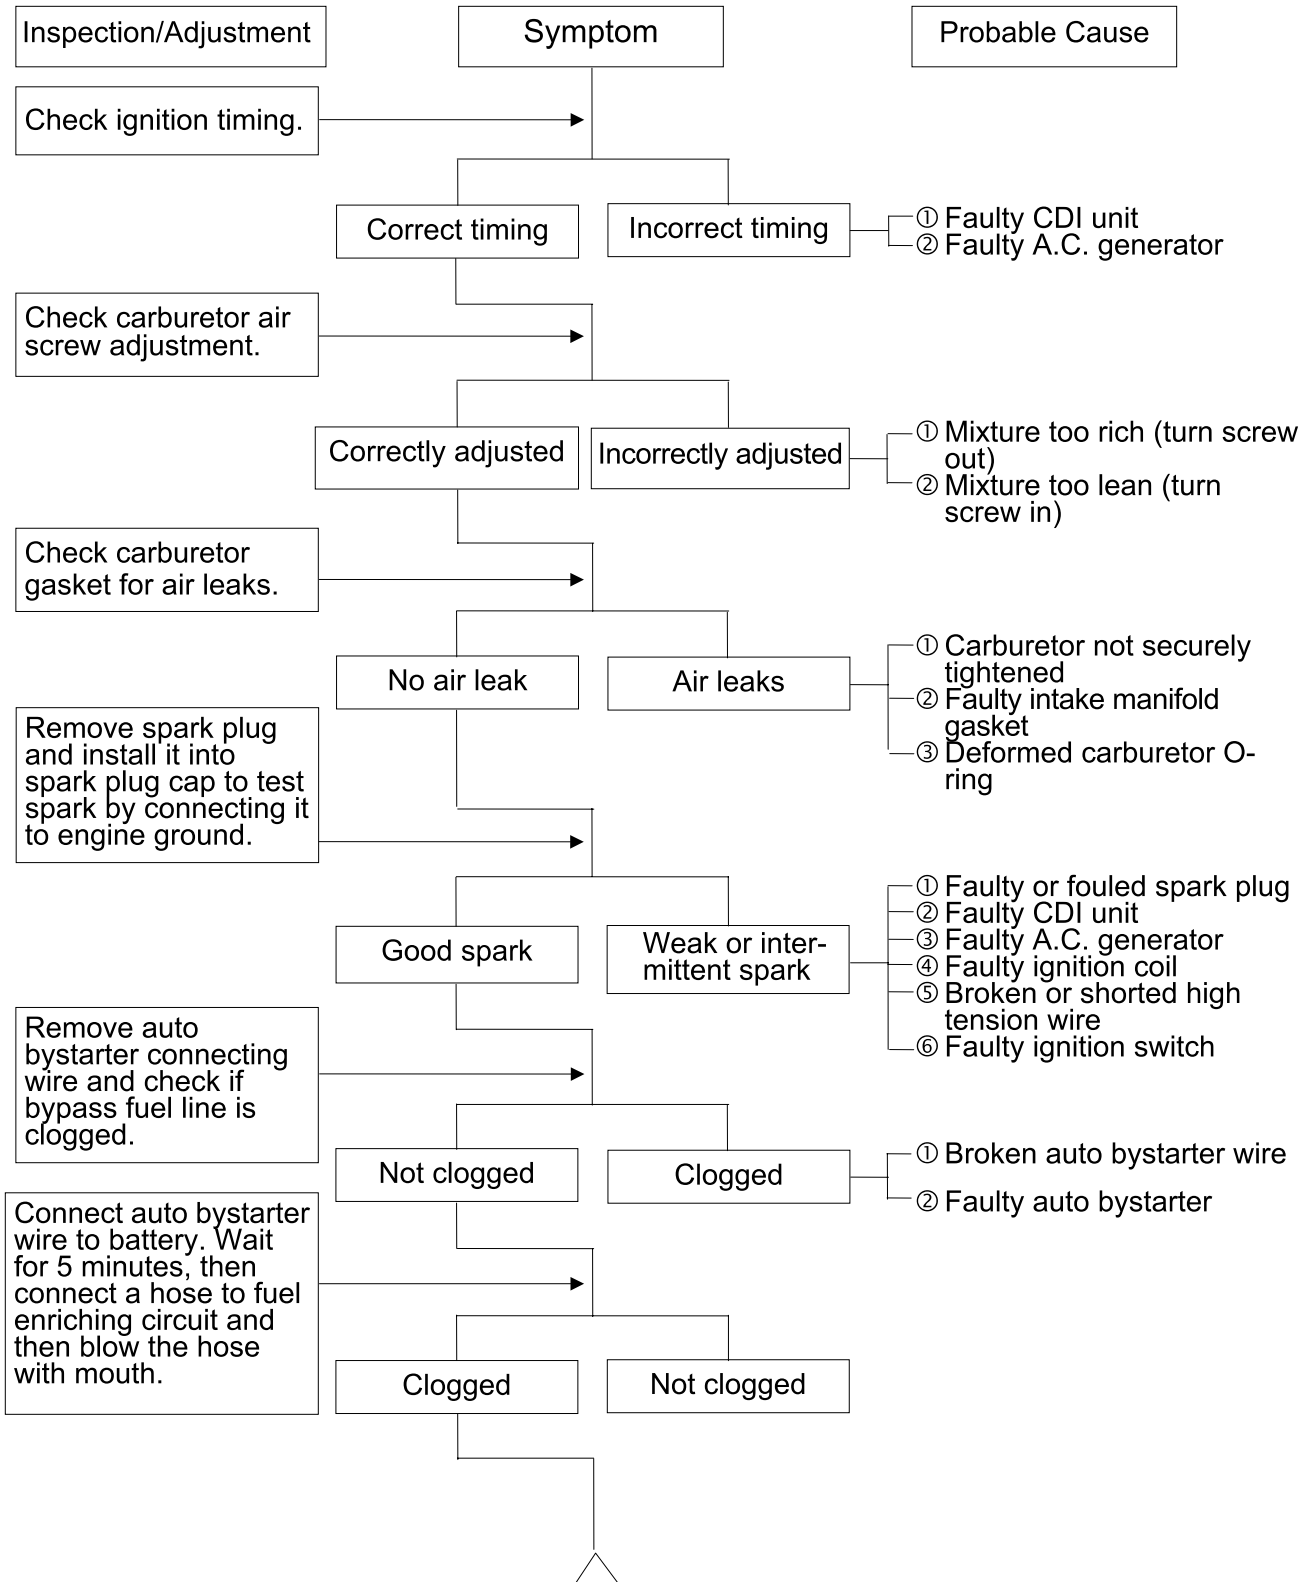 Inspection/Adjustment
Symptom
Probable Cause
Check ignition timing.
Correct timing
Incorrect timing
① Faulty CDI unit
② Faulty A.C. generator
Check carburetor air
screw adjustment.
Correctly adjusted
Incorrectly adjusted
① Mixture too rich (turn screw
out)
② Mixture too lean (turn
screw in)
Check carburetor
gasket for air leaks.
No air leak
Air leaks
① Carburetor not securely
tightened
② Faulty intake manifold
gasket
③ Deformed carburetor O-
ring
Remove spark plug
and install it into
spark plug cap to test
spark by connecting it
to engine ground.
Good spark
Weak or inter-
mittent spark
① Faulty or fouled spark plug
② Faulty CDI unit
③ Faulty A.C. generator
④ Faulty ignition coil
⑤ Broken or shorted high
tension wire
⑥ Faulty ignition switch
Remove auto
bystarter connecting
wire and check if
bypass fuel line is
clogged.
Not clogged
Clogged
① Broken auto bystarter wire
② Faulty auto bystarter
Connect auto bystarter
wire to battery. Wait
for 5 minutes, then
connect a hose to fuel
enriching circuit and
then blow the hose
with mouth.
Clogged
Not clogged